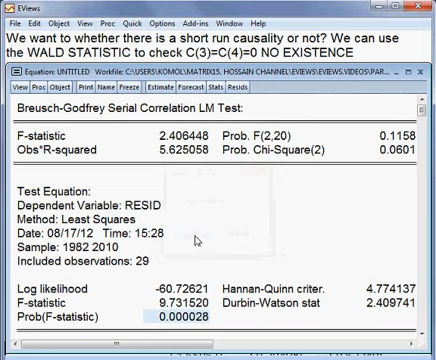 EViews
File Edit Object View Proc Quick Options Add-ins Window Help
We want to whether there is a short run causality or not? We can use
the WALD STATISTIC to check C(3)=C(4)=0 NO EXISTENCE
Equation: UNTITLED Workfile: C:\USERS\KOMOL\MATRIX15. HOSSAIN CHANNEL\EVIEWS.VIDEOS\PAR...
View Proc Object Print Name Freeze Estimate Forecast Stats Resids
Breusch-Godfrey Serial Correlation LM Test:
F-statistic 2.406448 Prob. F(2,20) 0.1158
Obs*R-squared 5.625058 Prob. Chi-Square(2) 0.0601
Test Equation:
Dependent Variable: RESID
Method: Least Squares
Date: 08/17/12 Time: 15:28
Sample: 1982 2010
Included observations: 29
Log likelihood -60.72621 Hannan-Quinn criter. 4.774137
F-statistic 9.731520 Durbin-Watson stat 2.409741
Prob(F-statistic) 0.000028